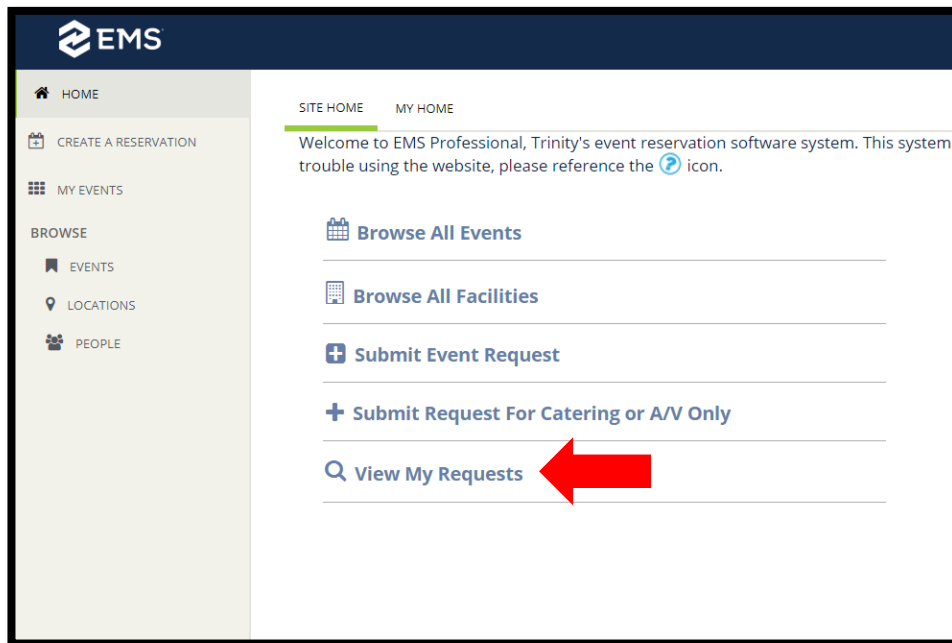 EMS
HOME
CREATE A RESERVATION
MY EVENTS
BROWSE
EVENTS
LOCATIONS
PEOPLE
SITE HOME MY HOME
Welcome to EMS Professional, Trinity's event reservation software system. This system
trouble using the website, please reference the ? icon.
Browse All Events
Browse All Facilities
Submit Event Request
Submit Request For Catering or A/V Only
View My Requests